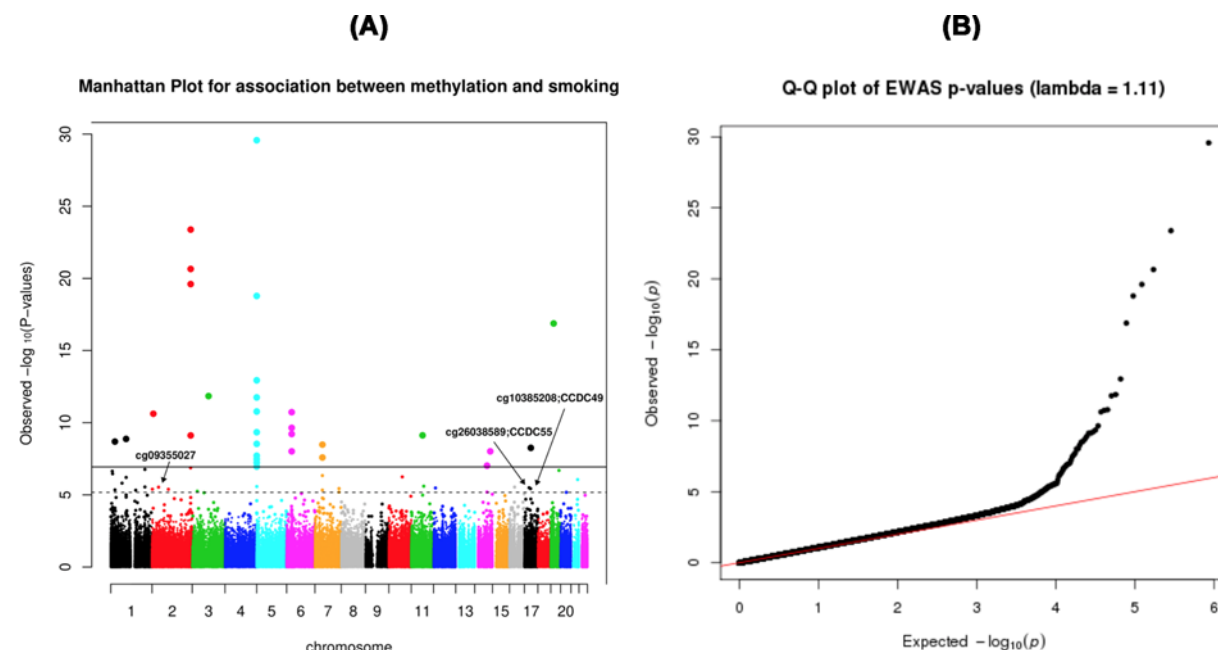 (A)
Manhattan Plot for association between methylation and smoking
Observed −log 10(P−values)
30
25
20
15
10
5
0
cg10385208;CCDC49
cg26038589;CCDC55
cg09355027
1 2 3 4 5 6 7 8 9 11 13 15 17 20
chromosome
(B)
Q-Q plot of EWAS p-values (lambda = 1.11)
Observed −log10(p)
30
25
20
15
10
5
0
0 1 2 3 4 5 6
Expected −log10(p)